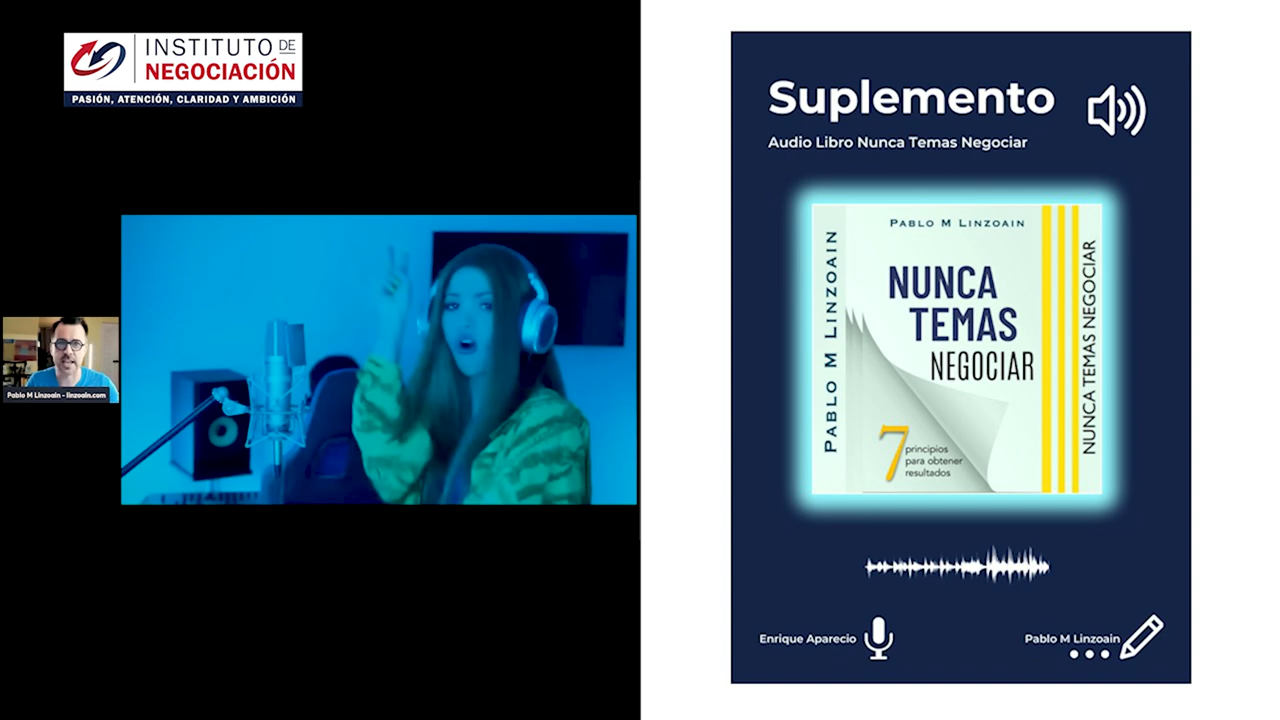 INSTITUTO DE
NEGOCIACIÓN
PASIÓN, ATENCIÓN, CLARIDAD Y AMBICIÓN
Pablo M Linzoain - linzoain.com
Suplemento
Audio Libro Nunca Temas Negociar
PABLO M LINZOAIN
PABLO M LINZOAIN
NUNCA
TEMAS
NEGOCIAR
7 principios
para obtener
resultados
NUNCA TEMAS NEGOCIAR
Enrique Aparecio
Pablo M Linzoain